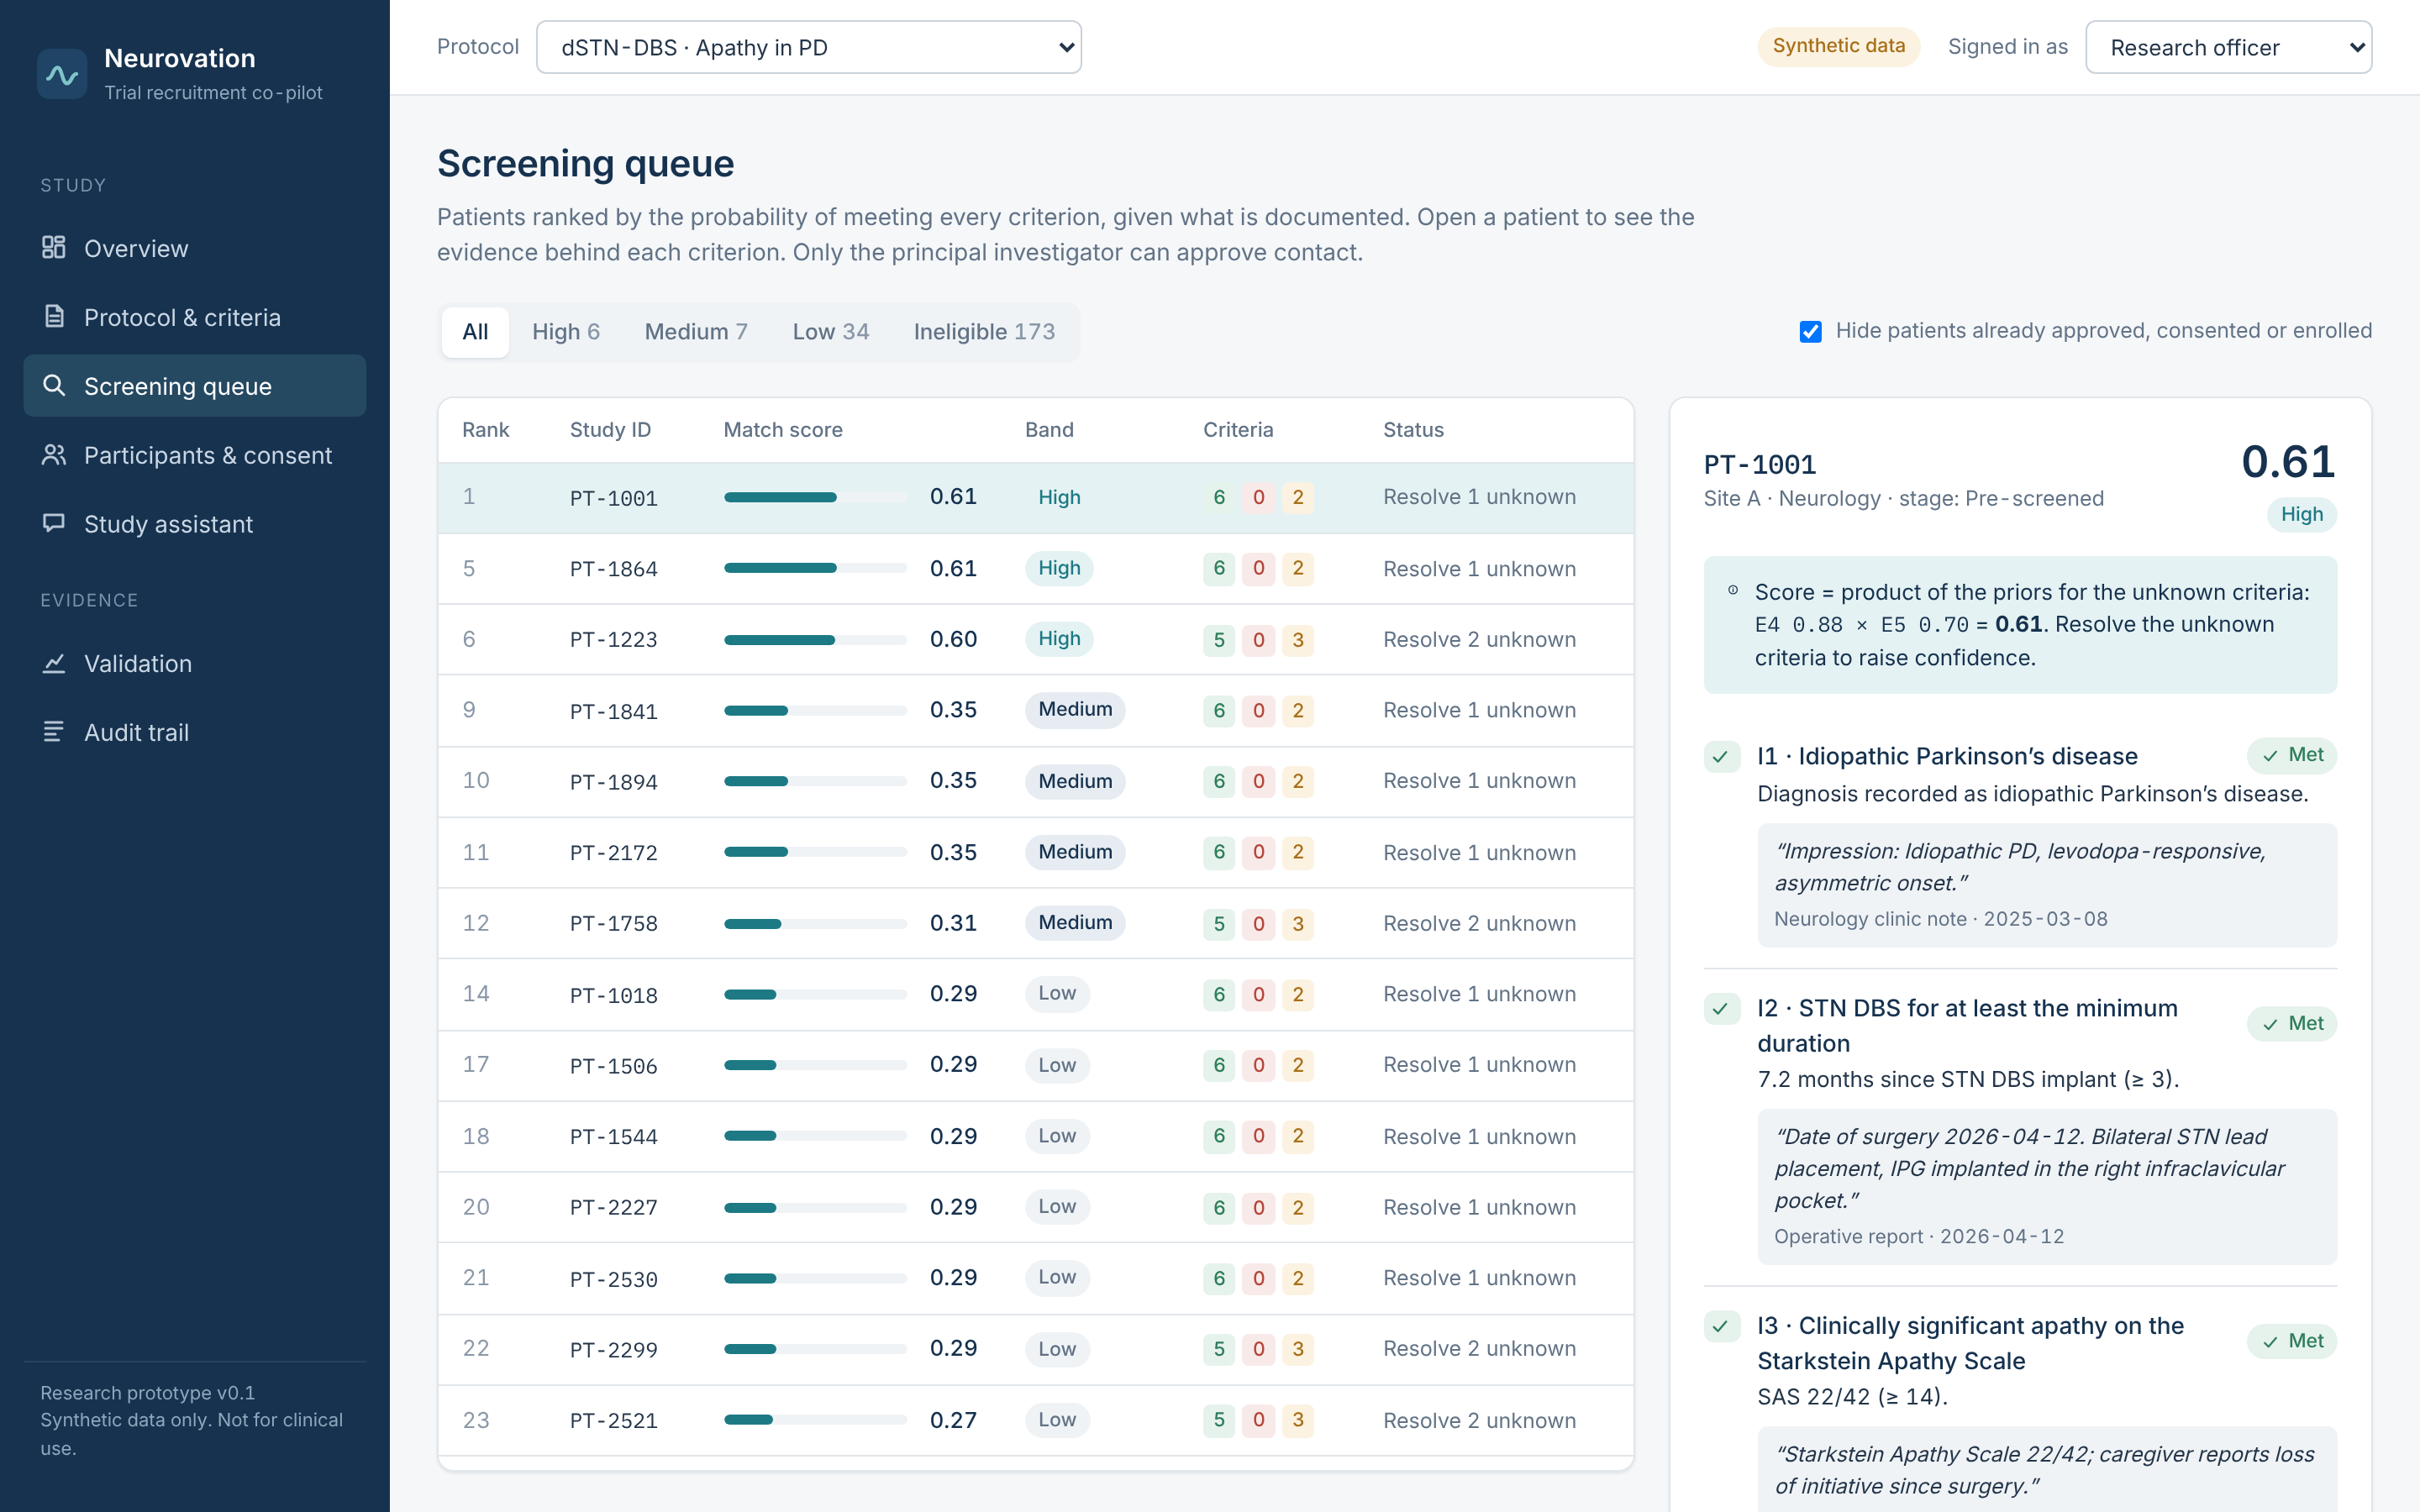 Neurovation
Trial recruitment co-pilot
STUDY
Overview
Protocol & criteria
Screening queue
Participants & consent
Study assistant
EVIDENCE
Validation
Audit trail
Research prototype v0.1
Synthetic data only. Not for clinical
use.
Protocol dSTN-DBS · Apathy in PD
Synthetic data Signed in as Research officer
Screening queue
Patients ranked by the probability of meeting every criterion, given what is documented. Open a patient to see the
evidence behind each criterion. Only the principal investigator can approve contact.
All High 6 Medium 7 Low 34 Ineligible 173
Hide patients already approved, consented or enrolled
Rank Study ID Match score Band Criteria Status
1 PT-1001 0.61 High 6 0 2 Resolve 1 unknown
5 PT-1864 0.61 High 6 0 2 Resolve 1 unknown
6 PT-1223 0.60 High 5 0 3 Resolve 2 unknown
9 PT-1841 0.35 Medium 6 0 2 Resolve 1 unknown
10 PT-1894 0.35 Medium 6 0 2 Resolve 1 unknown
11 PT-2172 0.35 Medium 6 0 2 Resolve 1 unknown
12 PT-1758 0.31 Medium 5 0 3 Resolve 2 unknown
14 PT-1018 0.29 Low 6 0 2 Resolve 1 unknown
17 PT-1506 0.29 Low 6 0 2 Resolve 1 unknown
18 PT-1544 0.29 Low 6 0 2 Resolve 1 unknown
20 PT-2227 0.29 Low 6 0 2 Resolve 1 unknown
21 PT-2530 0.29 Low 6 0 2 Resolve 1 unknown
22 PT-2299 0.29 Low 5 0 3 Resolve 2 unknown
23 PT-2521 0.27 Low 5 0 3 Resolve 2 unknown
PT-1001 0.61
Site A · Neurology · stage: Pre-screened
High
Score = product of the priors for the unknown criteria:
E4 0.88 × E5 0.70 = 0.61. Resolve the unknown
criteria to raise confidence.
I1 · Idiopathic Parkinson’s disease Met
Diagnosis recorded as idiopathic Parkinson’s disease.
“Impression: Idiopathic PD, levodopa-responsive,
asymmetric onset.”
Neurology clinic note · 2025-03-08
I2 · STN DBS for at least the minimum
duration
Met
7.2 months since STN DBS implant (≥ 3).
“Date of surgery 2026-04-12. Bilateral STN lead
placement, IPG implanted in the right infraclavicular
pocket.”
Operative report · 2026-04-12
I3 · Clinically significant apathy on the
Starkstein Apathy Scale
Met
SAS 22/42 (≥ 14).
“Starkstein Apathy Scale 22/42; caregiver reports loss
of initiative since surgery.”